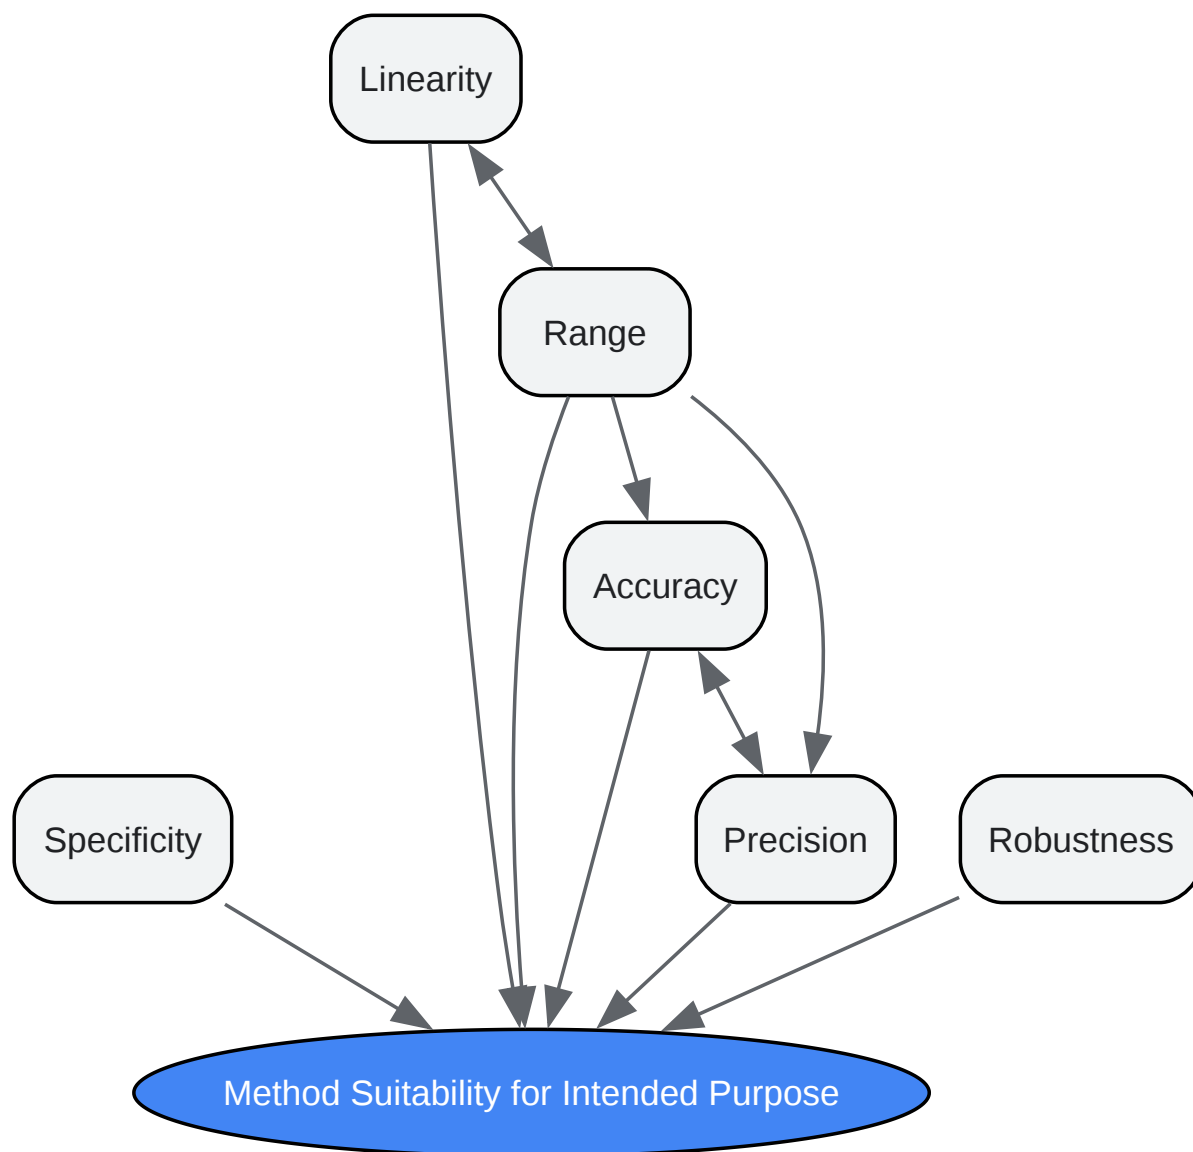 Linearity
Range
Accuracy
Specificity
Precision
Robustness
Method Suitability for Intended Purpose